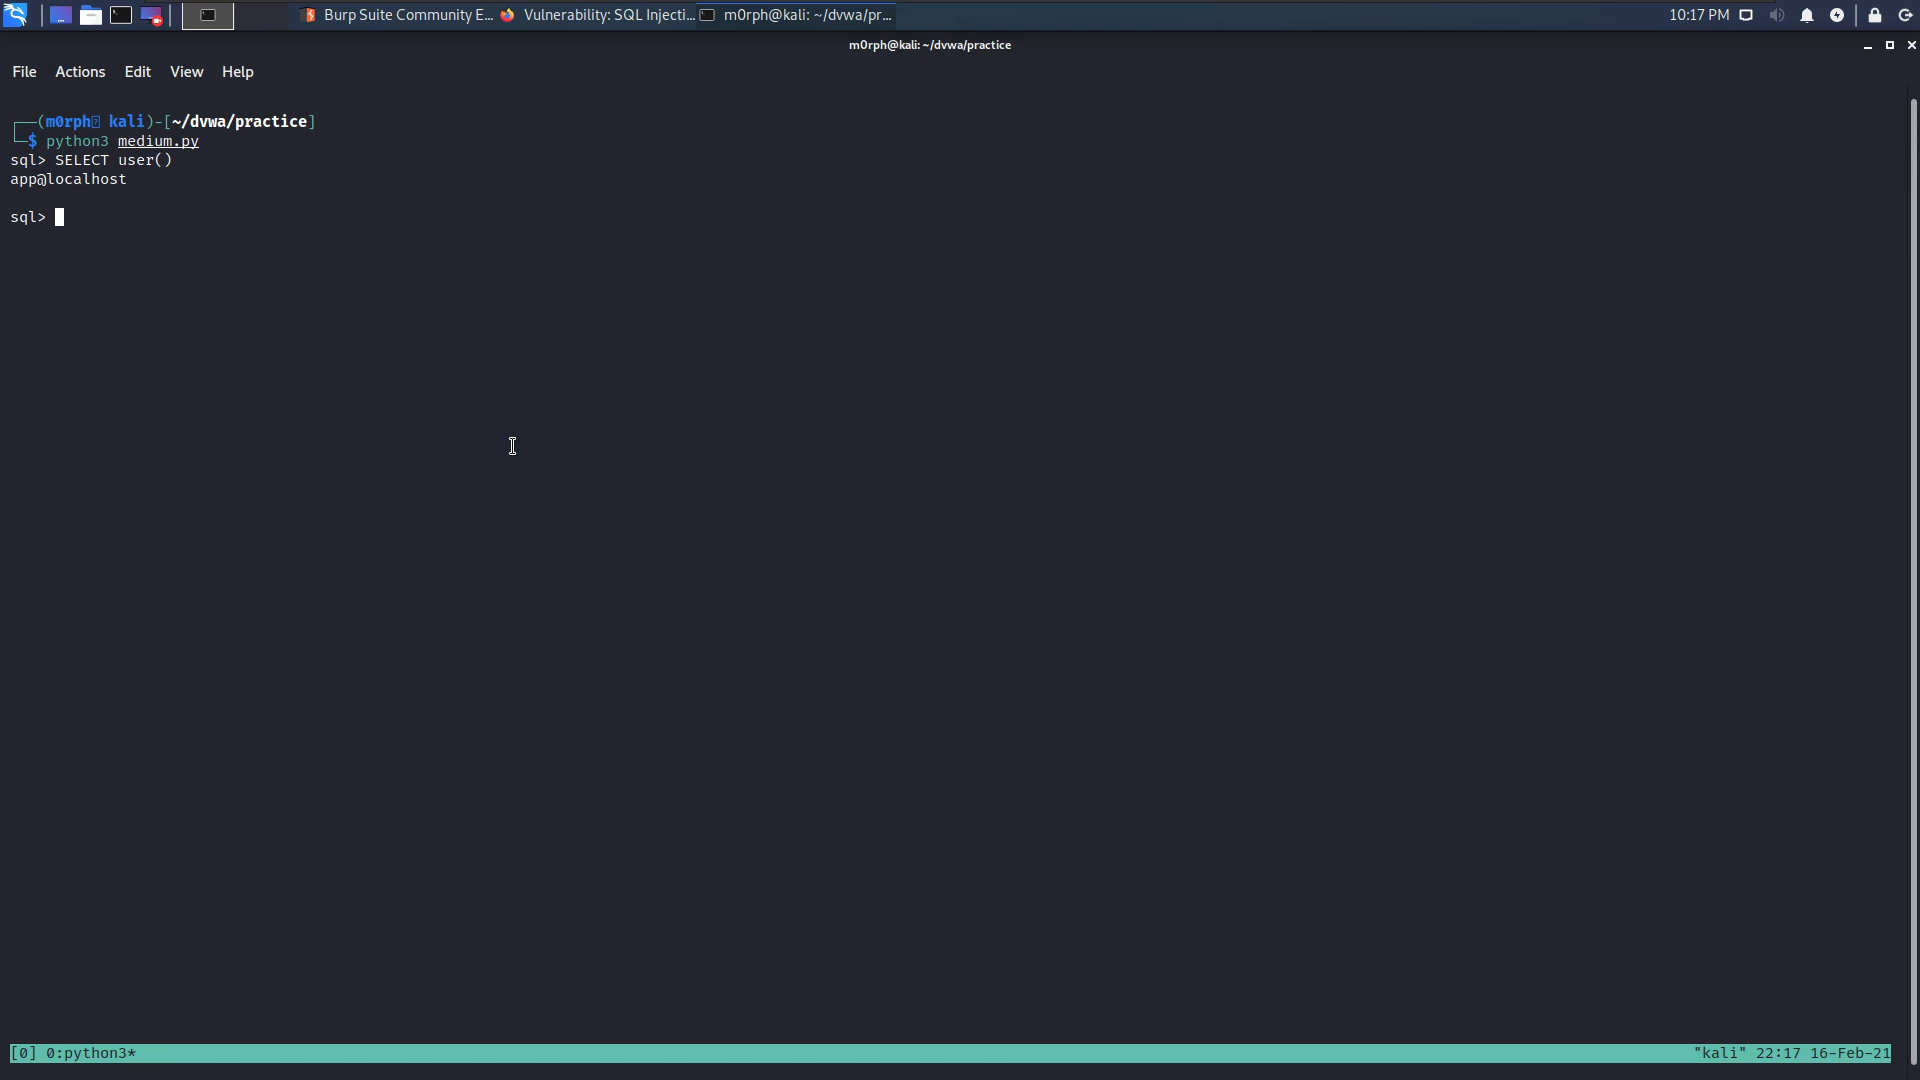 Burp Suite Community E...
Vulnerability: SQL Injecti...
m0rph@kali: ~/dvwa/pr...
10:17 PM
m0rph@kali: ~/dvwa/practice
File Actions Edit View Help
┌──(m0rph kali)-[~/dvwa/practice]
└─$ python3 medium.py
sql> SELECT user()
app@localhost
sql>
[0] 0:python3* "kali" 22:17 16-Feb-21